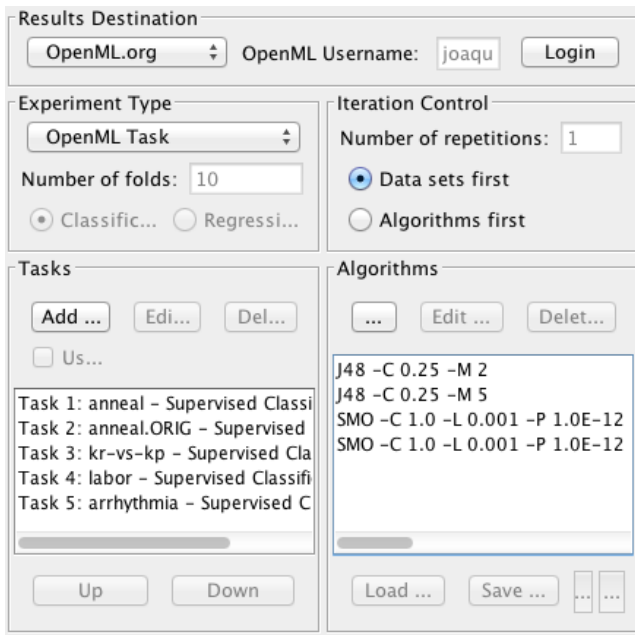 Results Destination
OpenML.org OpenML Username: joaqu Login
Experiment Type
OpenML Task
Number of folds: 10
Classific... Regressi...
Iteration Control
Number of repetitions: 1
Data sets first
Algorithms first
Tasks
Add ... Edi... Del...
Us...
Task 1: anneal – Supervised Classi
Task 2: anneal.ORIG – Supervised
Task 3: kr-vs-kp – Supervised Cla
Task 4: labor – Supervised Classifi
Task 5: arrhythmia – Supervised C
Up Down
Algorithms
... Edit ... Delet...
J48 -C 0.25 -M 2
J48 -C 0.25 -M 5
SMO -C 1.0 -L 0.001 -P 1.0E-12
SMO -C 1.0 -L 0.001 -P 1.0E-12
Load ... Save ... ... ...